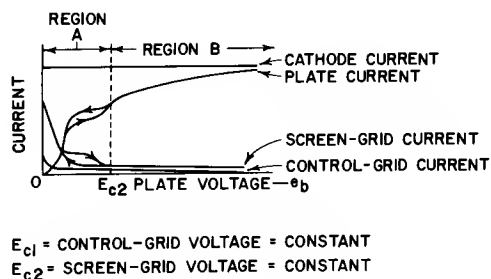 REGION
A
REGION B
CATHODE CURRENT
PLATE CURRENT
CURRENT
SCREEN-GRID CURRENT
CONTROL-GRID CURRENT
O
Ec2 PLATE VOLTAGE—eb
Ec1 = CONTROL-GRID VOLTAGE = CONSTANT
Ec2 = SCREEN-GRID VOLTAGE = CONSTANT